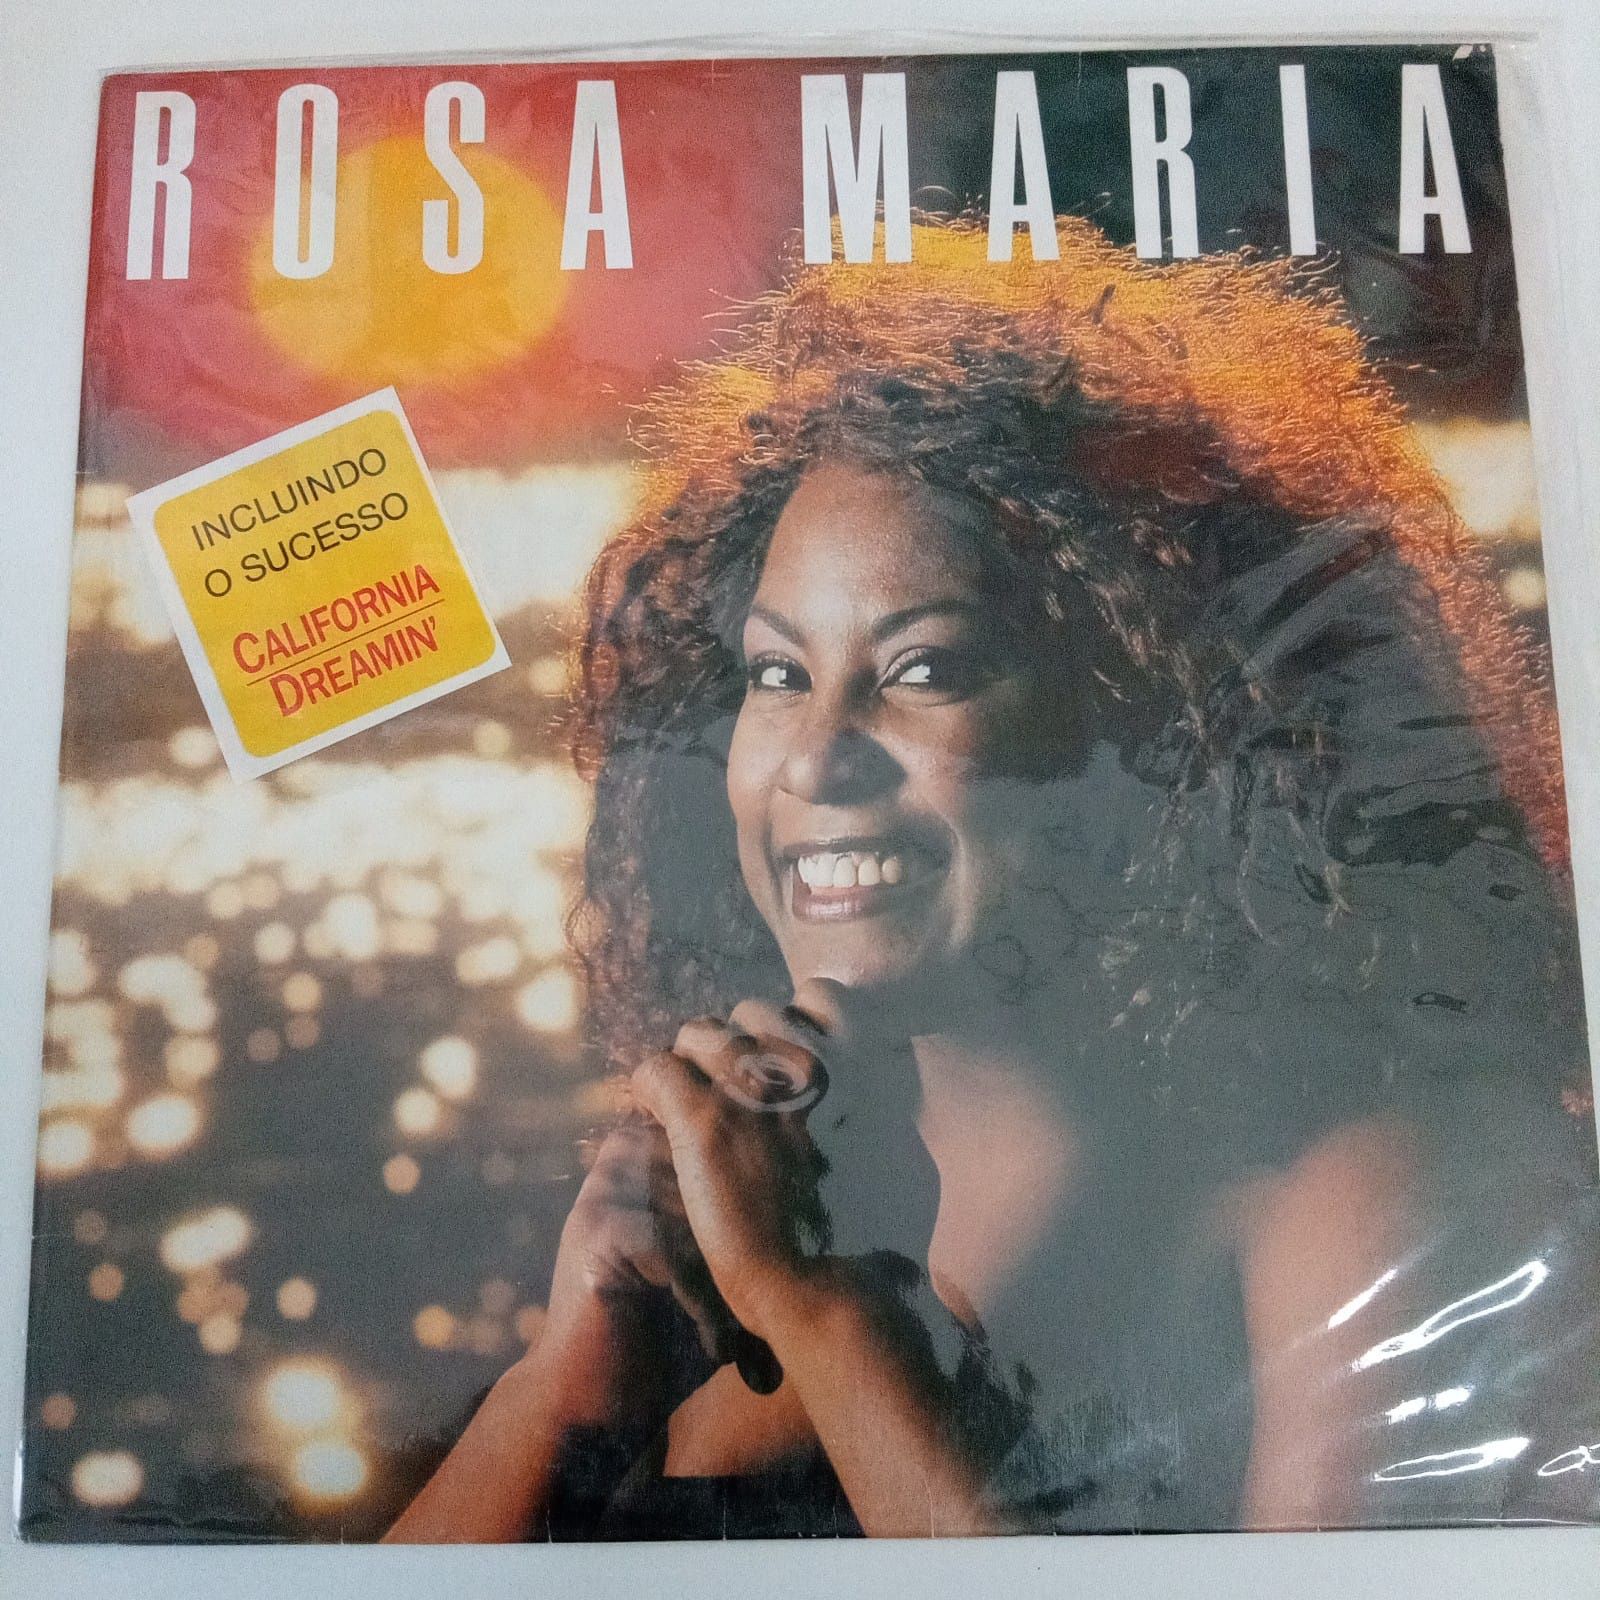 ROSA MARIA
INCLUINDO
O SUCESSO
CALIFORNIA
DREAMIN'